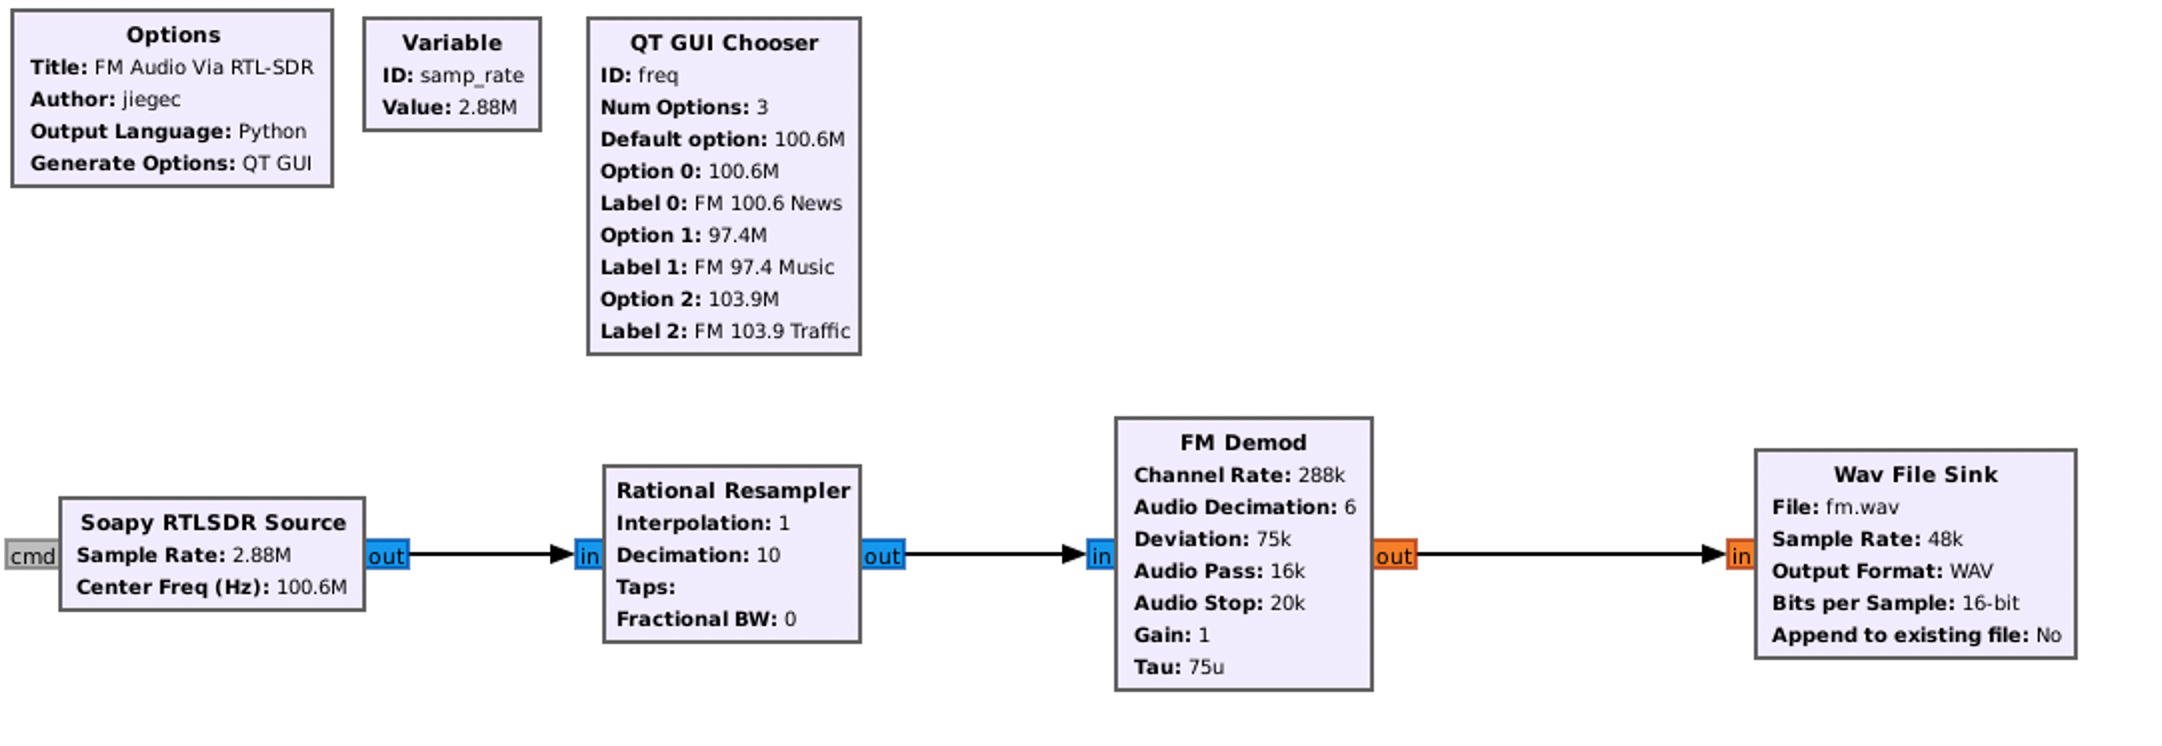 Options
Title: FM Audio Via RTL-SDR
Author: jiegec
Output Language: Python
Generate Options: QT GUI
Variable
ID: samp_rate
Value: 2.88M
QT GUI Chooser
ID: freq
Num Options: 3
Default option: 100.6M
Option 0: 100.6M
Label 0: FM 100.6 News
Option 1: 97.4M
Label 1: FM 97.4 Music
Option 2: 103.9M
Label 2: FM 103.9 Traffic
cmd
Soapy RTLSDR Source
Sample Rate: 2.88M
Center Freq (Hz): 100.6M
out
in
Rational Resampler
Interpolation: 1
Decimation: 10
Taps:
Fractional BW: 0
out
in
FM Demod
Channel Rate: 288k
Audio Decimation: 6
Deviation: 75k
Audio Pass: 16k
Audio Stop: 20k
Gain: 1
Tau: 75u
out
in
Wav File Sink
File: fm.wav
Sample Rate: 48k
Output Format: WAV
Bits per Sample: 16-bit
Append to existing file: No